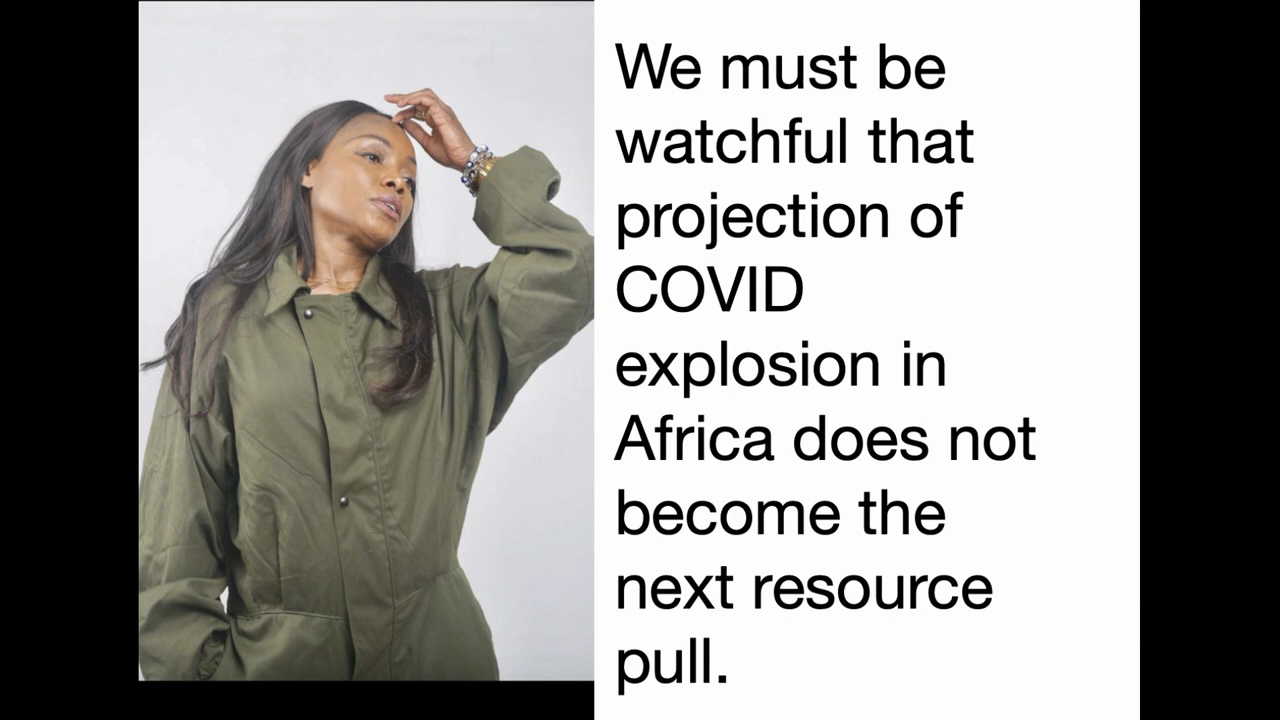 We must be
watchful that
projection of
COVID
explosion in
Africa does not
become the
next resource
pull.